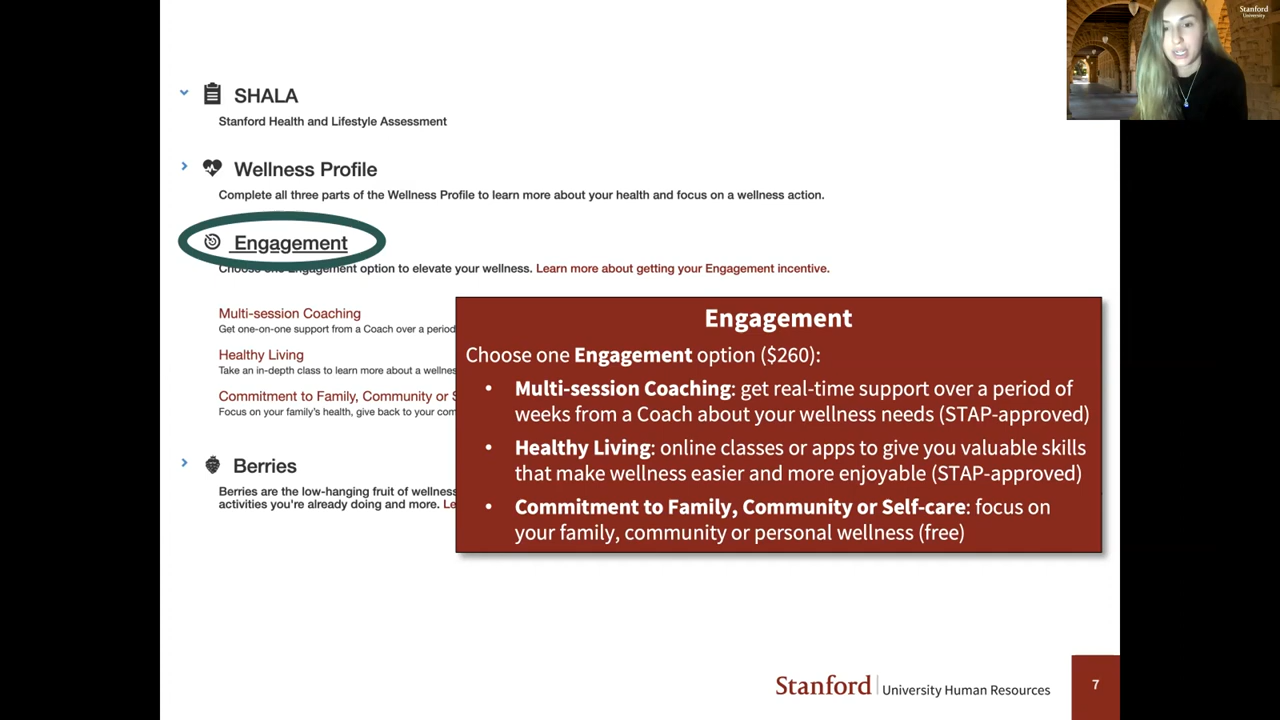 Stanford
University
SHALA
Stanford Health and Lifestyle Assessment
Wellness Profile
Complete all three parts of the Wellness Profile to learn more about your health and focus on a wellness action.
Engagement
Choose one Engagement option to elevate your wellness. Learn more about getting your Engagement incentive.
Multi-session Coaching
Get one-on-one support from a Coach over a period
Healthy Living
Take an in-depth class to learn more about a wellnes
Commitment to Family, Community or S
Focus on your family's health, give back to your com
Engagement
Choose one Engagement option ($260):
• Multi-session Coaching: get real-time support over a period of
weeks from a Coach about your wellness needs (STAP-approved)
• Healthy Living: online classes or apps to give you valuable skills
that make wellness easier and more enjoyable (STAP-approved)
• Commitment to Family, Community or Self-care: focus on
your family, community or personal wellness (free)
Berries
Berries are the low-hanging fruit of wellness
activities you're already doing and more. Le
Stanford University Human Resources
7